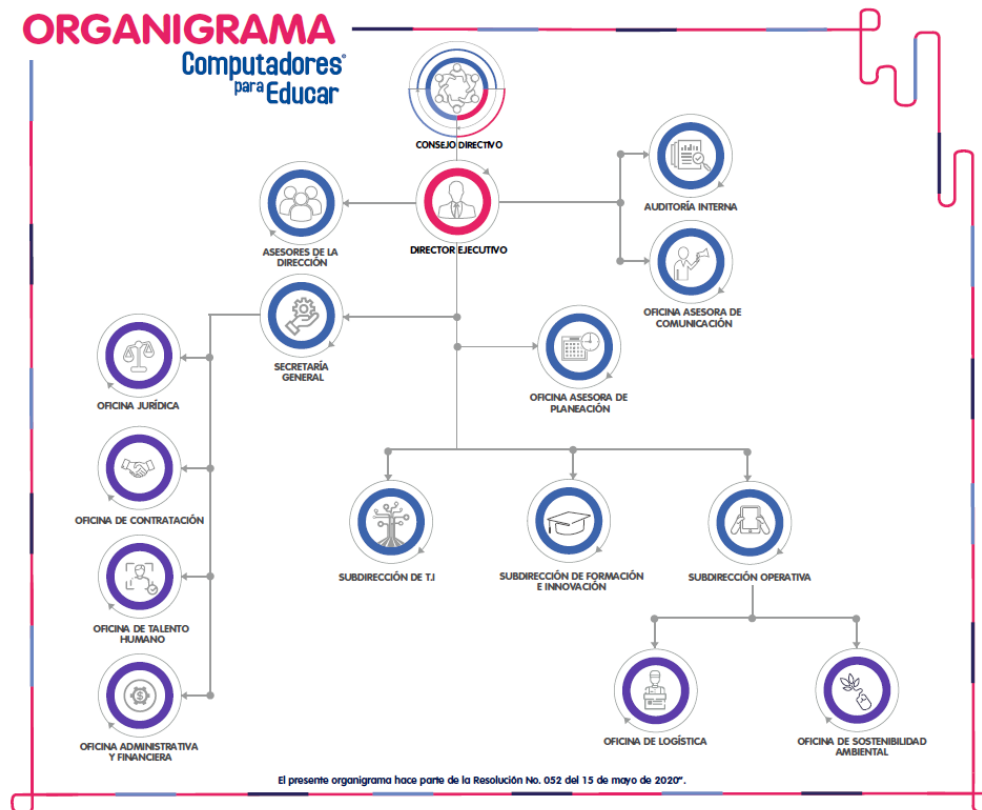 ORGANIGRAMA
Computadores®
para Educar
CONSEJO DIRECTIVO
AUDITORÍA INTERNA
ASESORES DE LA
DIRECCIÓN
DIRECTOR EJECUTIVO
OFICINA ASESORA DE
COMUNICACIÓN
SECRETARÍA
GENERAL
OFICINA JURÍDICA
OFICINA ASESORA DE
PLANEACIÓN
OFICINA DE CONTRATACIÓN
SUBDIRECCIÓN DE T.I
SUBDIRECCIÓN DE FORMACIÓN
E INNOVACIÓN
SUBDIRECCIÓN OPERATIVA
OFICINA DE TALENTO
HUMANO
OFICINA ADMINISTRATIVA
Y FINANCIERA
OFICINA DE LOGÍSTICA
OFICINA DE SOSTENIBILIDAD
AMBIENTAL
El presente organigrama hace parte de la Resolución No. 052 del 15 de mayo de 2020".